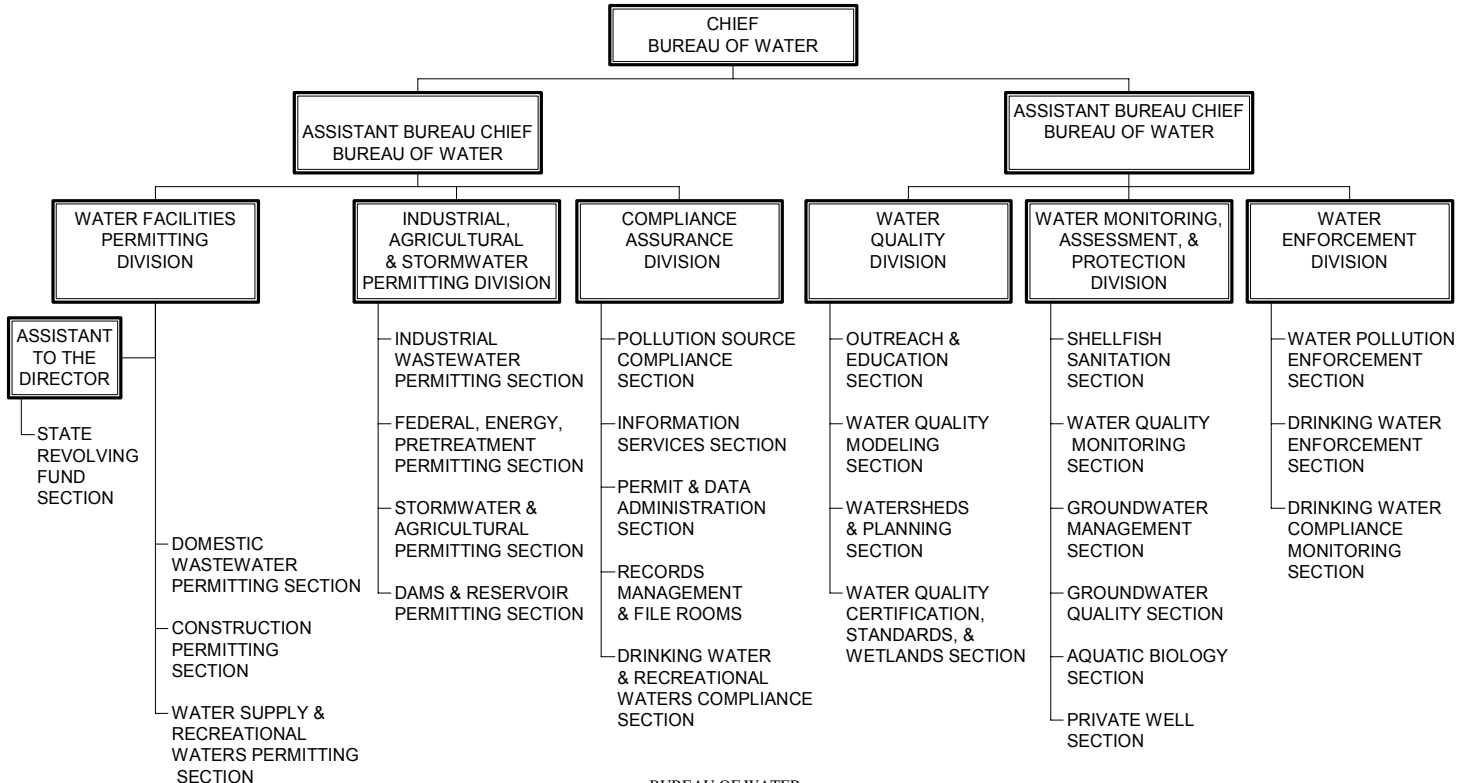 CHIEF
BUREAU OF WATER
ASSISTANT BUREAU CHIEF
BUREAU OF WATER
ASSISTANT BUREAU CHIEF
BUREAU OF WATER
WATER FACILITIES
PERMITTING
DIVISION
INDUSTRIAL,
AGRICULTURAL
& STORMWATER
PERMITTING DIVISION
COMPLIANCE
ASSURANCE
DIVISION
WATER
QUALITY
DIVISION
WATER MONITORING,
ASSESSMENT, &
PROTECTION
DIVISION
WATER
ENFORCEMENT
DIVISION
ASSISTANT
TO THE
DIRECTOR
STATE
REVOLVING
FUND
SECTION
DOMESTIC
WASTEWATER
PERMITTING SECTION
CONSTRUCTION
PERMITTING
SECTION
WATER SUPPLY &
RECREATIONAL
WATERS PERMITTING
SECTION
INDUSTRIAL
WASTEWATER
PERMITTING SECTION
FEDERAL, ENERGY,
PRETREATMENT
PERMITTING SECTION
STORMWATER &
AGRICULTURAL
PERMITTING SECTION
DAMS & RESERVOIR
PERMITTING SECTION
POLLUTION SOURCE
COMPLIANCE
SECTION
INFORMATION
SERVICES SECTION
PERMIT & DATA
ADMINISTRATION
SECTION
RECORDS
MANAGEMENT
& FILE ROOMS
DRINKING WATER
& RECREATIONAL
WATERS COMPLIANCE
SECTION
OUTREACH &
EDUCATION
SECTION
WATER QUALITY
MODELING
SECTION
WATERSHEDS
& PLANNING
SECTION
WATER QUALITY
CERTIFICATION,
STANDARDS, &
WETLANDS SECTION
SHELLFISH
SANITATION
SECTION
WATER QUALITY
MONITORING
SECTION
GROUNDWATER
MANAGEMENT
SECTION
GROUNDWATER
QUALITY SECTION
AQUATIC BIOLOGY
SECTION
PRIVATE WELL
SECTION
WATER POLLUTION
ENFORCEMENT
SECTION
DRINKING WATER
ENFORCEMENT
SECTION
DRINKING WATER
COMPLIANCE
MONITORING
SECTION
BUREAU OF WATER